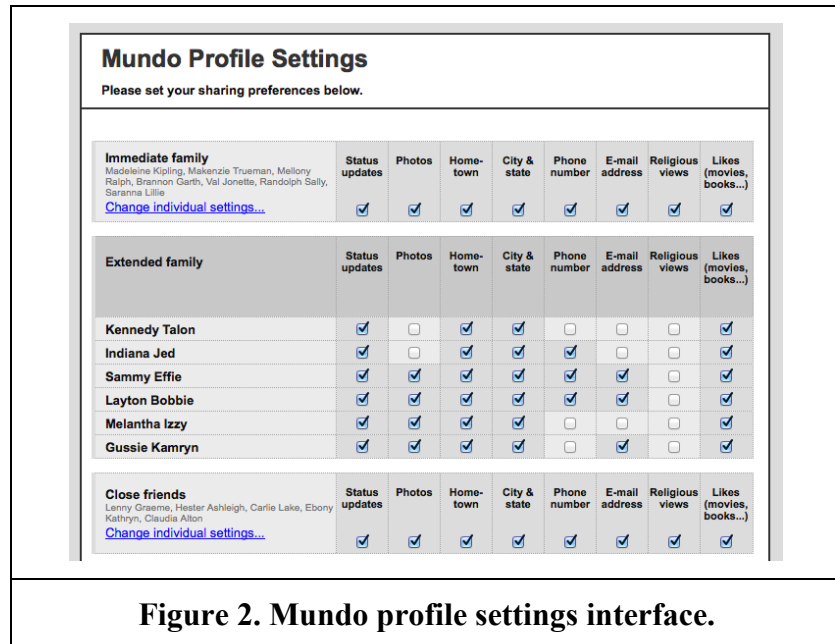 Mundo Profile Settings
Please set your sharing preferences below.
Immediate family
Madeleine Kipling, Makenzie Trueman, Mellony
Ralph, Brannon Garth, Val Jonette, Randolph Sally,
Saranna Lillie
Change individual settings...
Status updates Photos Home-town City & state Phone number E-mail address Religious views Likes (movies, books...)
Extended family
Status updates Photos Home-town City & state Phone number E-mail address Religious views Likes (movies, books...)
Kennedy Talon
Indiana Jed
Sammy Effie
Layton Bobbie
Melantha Izzy
Gussie Kamryn
Close friends
Lenny Graeme, Hester Ashleigh, Carlie Lake, Ebony
Kathryn, Claudia Alton
Change individual settings...
Status updates Photos Home-town City & state Phone number E-mail address Religious views Likes (movies, books...)
Figure 2. Mundo profile settings interface.